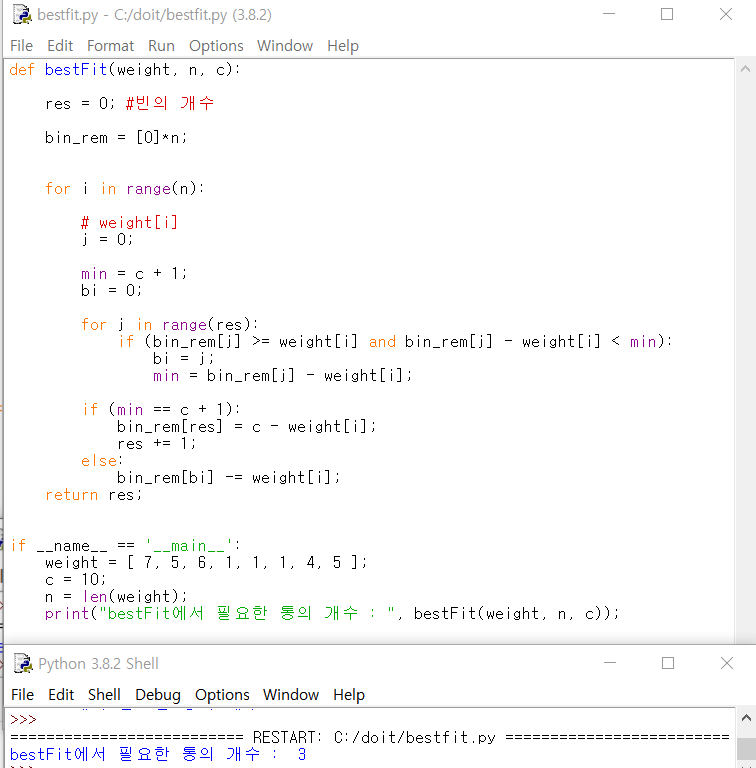 bestfit.py - C:/doit/bestfit.py (3.8.2)
File Edit Format Run Options Window Help
def bestFit(weight, n, c):
res = 0; #빈의 개수
bin_rem = [0]*n;
for i in range(n):
# weight[i]
j = 0;
min = c + 1;
bi = 0;
for j in range(res):
if (bin_rem[j] >= weight[i] and bin_rem[j] - weight[i] < min):
bi = j;
min = bin_rem[j] - weight[i];
if (min == c + 1):
bin_rem[res] = c - weight[i];
res += 1;
else:
bin_rem[bi] -= weight[i];
return res;
if __name__ == '__main__':
weight = [ 7, 5, 6, 1, 1, 1, 4, 5 ];
c = 10;
n = len(weight);
print("bestFit에서 필요한 통의 개수 : ", bestFit(weight, n, c));
Python 3.8.2 Shell
File Edit Shell Debug Options Window Help
>>>
========================== RESTART: C:/doit/bestfit.py =========================
bestFit에서 필요한 통의 개수 :  3